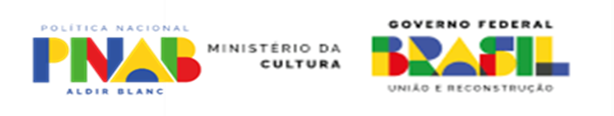 POLÍTICA NACIONAL
PNAB
ALDIR BLANC
MINISTÉRIO DA
CULTURA
GOVERNO FEDERAL
BRASIL
UNIÃO E RECONSTRUÇÃO